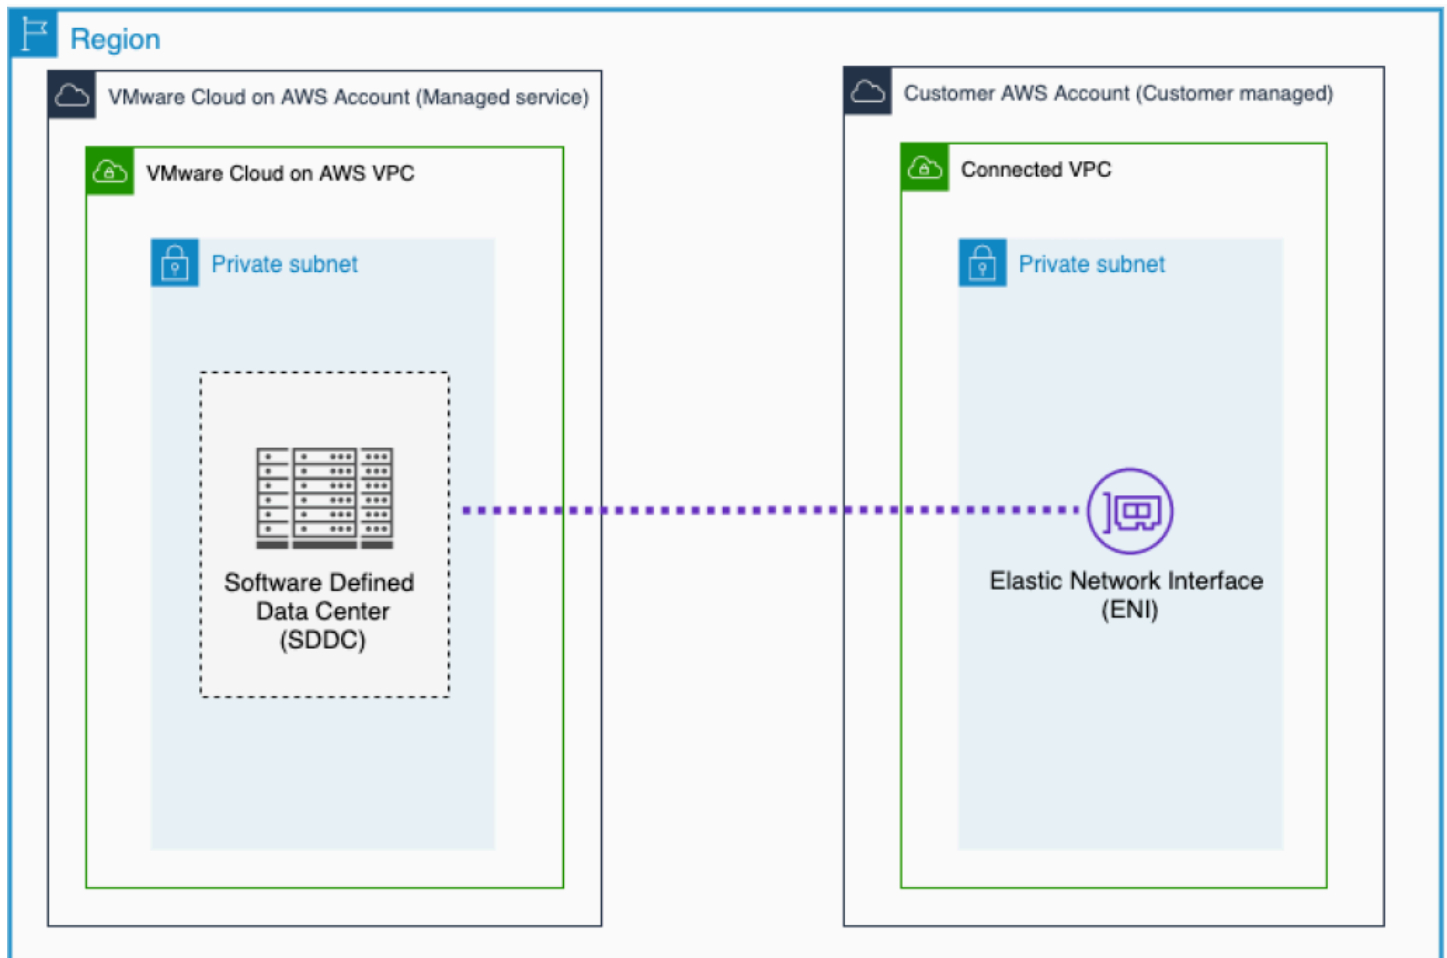 Region
VMware Cloud on AWS Account (Managed service)
VMware Cloud on AWS VPC
Private subnet
Software Defined
Data Center
(SDDC)
Customer AWS Account (Customer managed)
Connected VPC
Private subnet
Elastic Network Interface
(ENI)